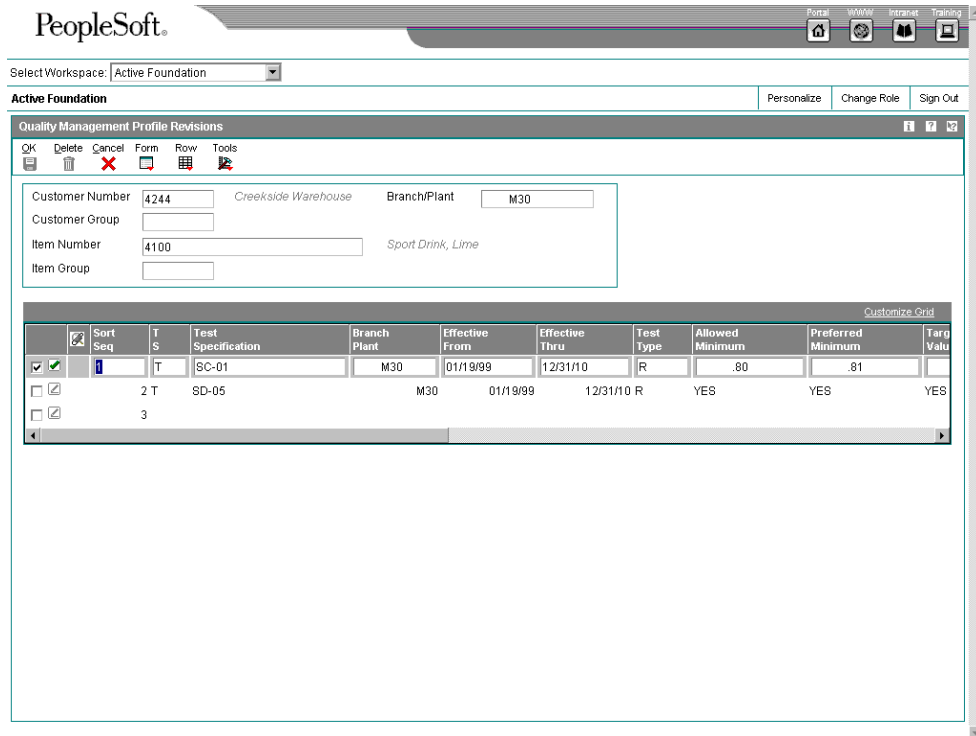 PeopleSoft.
Portal WWW Intranet Training
Select Workspace: Active Foundation
Active Foundation Personalize Change Role Sign Out
Quality Management Profile Revisions
OK Delete Cancel Form Row Tools
Customer Number 4244 Creekside Warehouse Branch/Plant M30
Customer Group
Item Number 4100 Sport Drink, Lime
Item Group
Customize Grid
Sort Seq T S Test Specification Branch Plant Effective From Effective Thru Test Type Allowed Minimum Preferred Minimum Targ Valu
1 T SC-01 M30 01/19/99 12/31/10 R .80 .81
2 T SD-05 M30 01/19/99 12/31/10 R YES YES YES
3